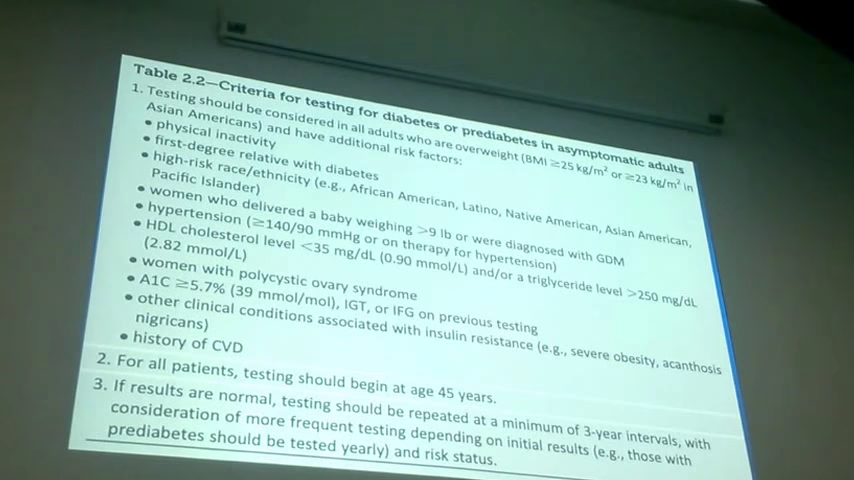 Table 2.2—Criteria for testing for diabetes or prediabetes in asymptomatic adults
1. Testing should be considered in all adults who are overweight (BMI ≥25 kg/m² or ≥23 kg/m² in
Asian Americans) and have additional risk factors:
• physical inactivity
• first-degree relative with diabetes
• high-risk race/ethnicity (e.g., African American, Latino, Native American, Asian American,
Pacific Islander)
• women who delivered a baby weighing >9 lb or were diagnosed with GDM
• hypertension (≥140/90 mmHg or on therapy for hypertension)
• HDL cholesterol level <35 mg/dL (0.90 mmol/L) and/or a triglyceride level >250 mg/dL
(2.82 mmol/L)
• women with polycystic ovary syndrome
• A1C ≥5.7% (39 mmol/mol), IGT, or IFG on previous testing
• other clinical conditions associated with insulin resistance (e.g., severe obesity, acanthosis
nigricans)
• history of CVD
2. For all patients, testing should begin at age 45 years.
3. If results are normal, testing should be repeated at a minimum of 3-year intervals, with
consideration of more frequent testing depending on initial results (e.g., those with
prediabetes should be tested yearly) and risk status.